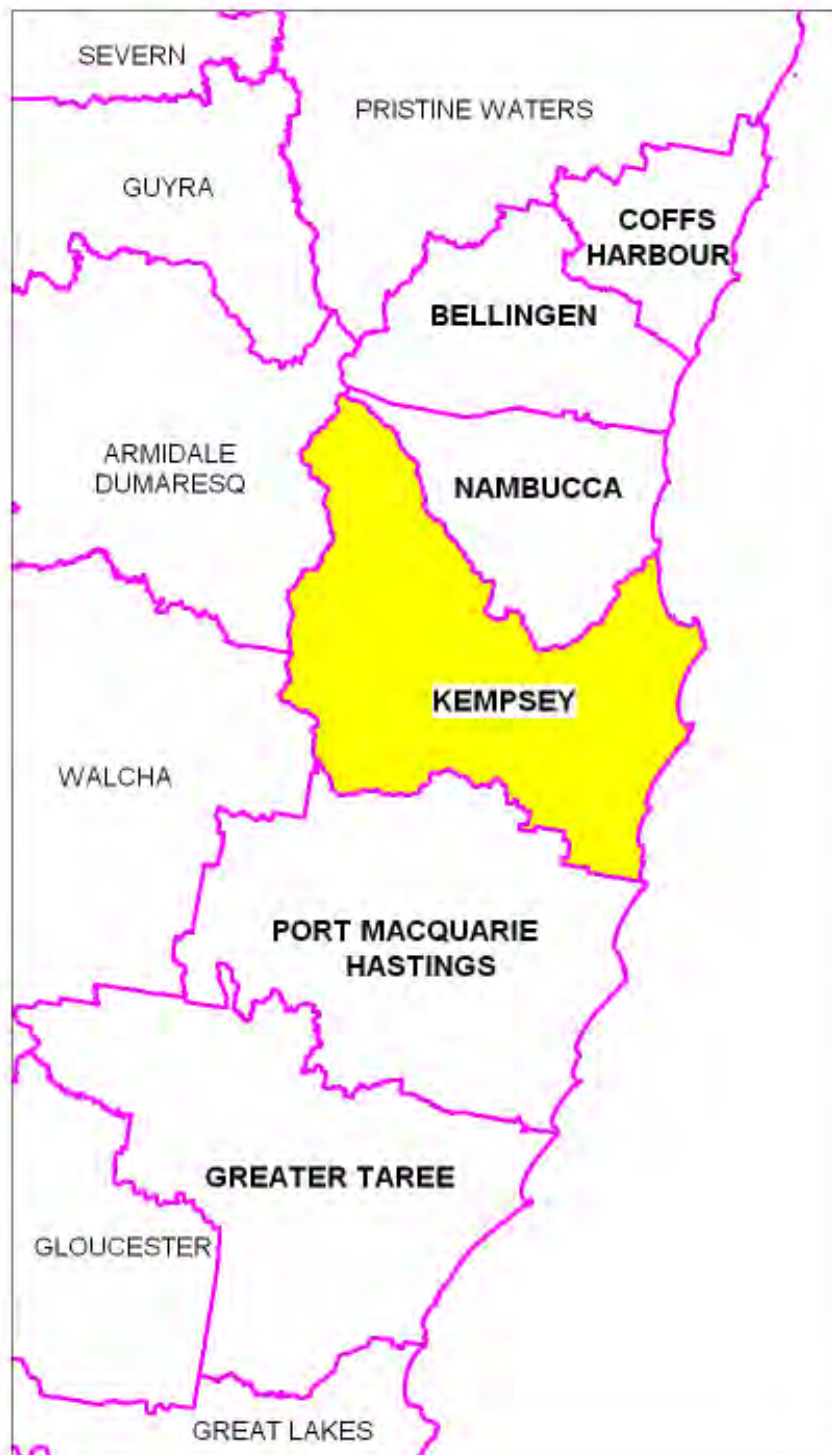 SEVERN
PRISTINE WATERS
GUYRA
COFFS
HARBOUR
BELLINGEN
ARMIDALE
DUMARESQ
NAMBUCCA
KEMPSEY
WALCHA
PORT MACQUARIE
HASTINGS
GREATER TAREE
GLOUCESTER
GREAT LAKES